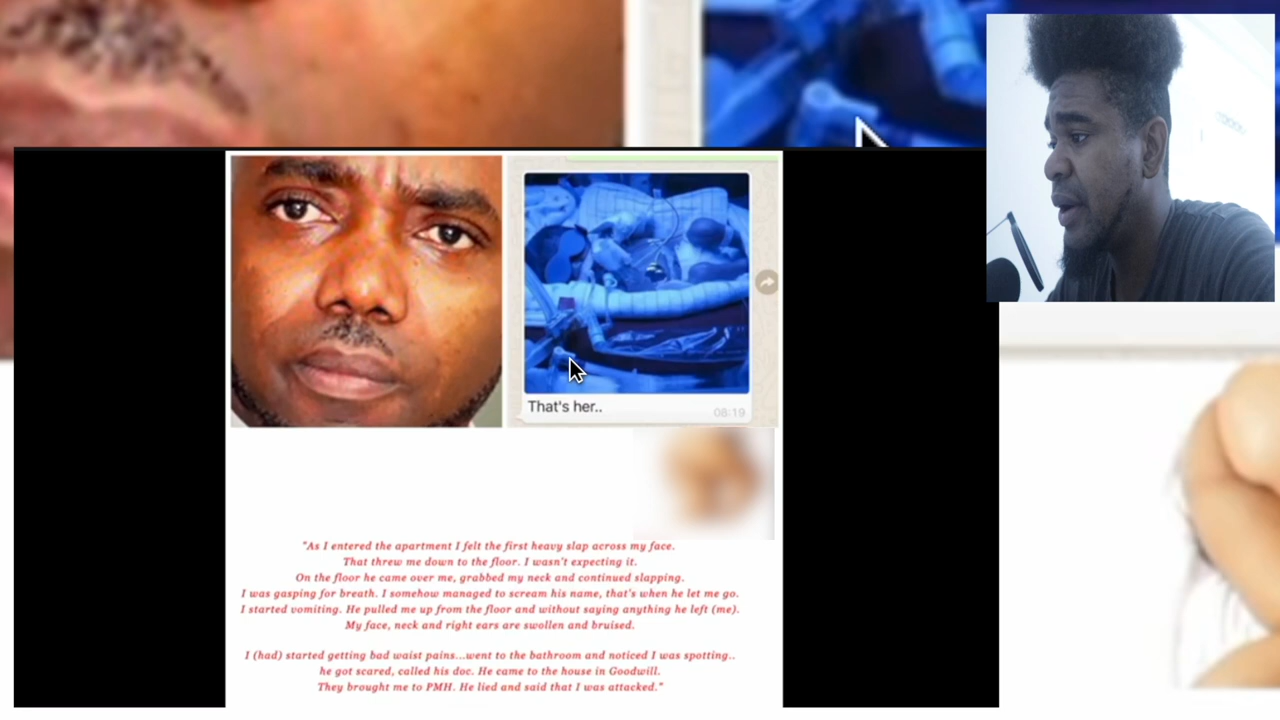 That's her..
08:19
"As I entered the apartment I felt the first heavy slap across my face.
That threw me down to the floor. I wasn't expecting it.
On the floor he came over me, grabbed my neck and continued slapping.
I was gasping for breath. I somehow managed to scream his name, that's when he let me go.
I started vomiting. He pulled me up from the floor and without saying anything he left (me).
My face, neck and right ears are swollen and bruised.
I (had) started getting bad waist pains...went to the bathroom and noticed I was spotting..
he got scared, called his doc. He came to the house in Goodwill.
They brought me to PMH. He lied and said that I was attacked."